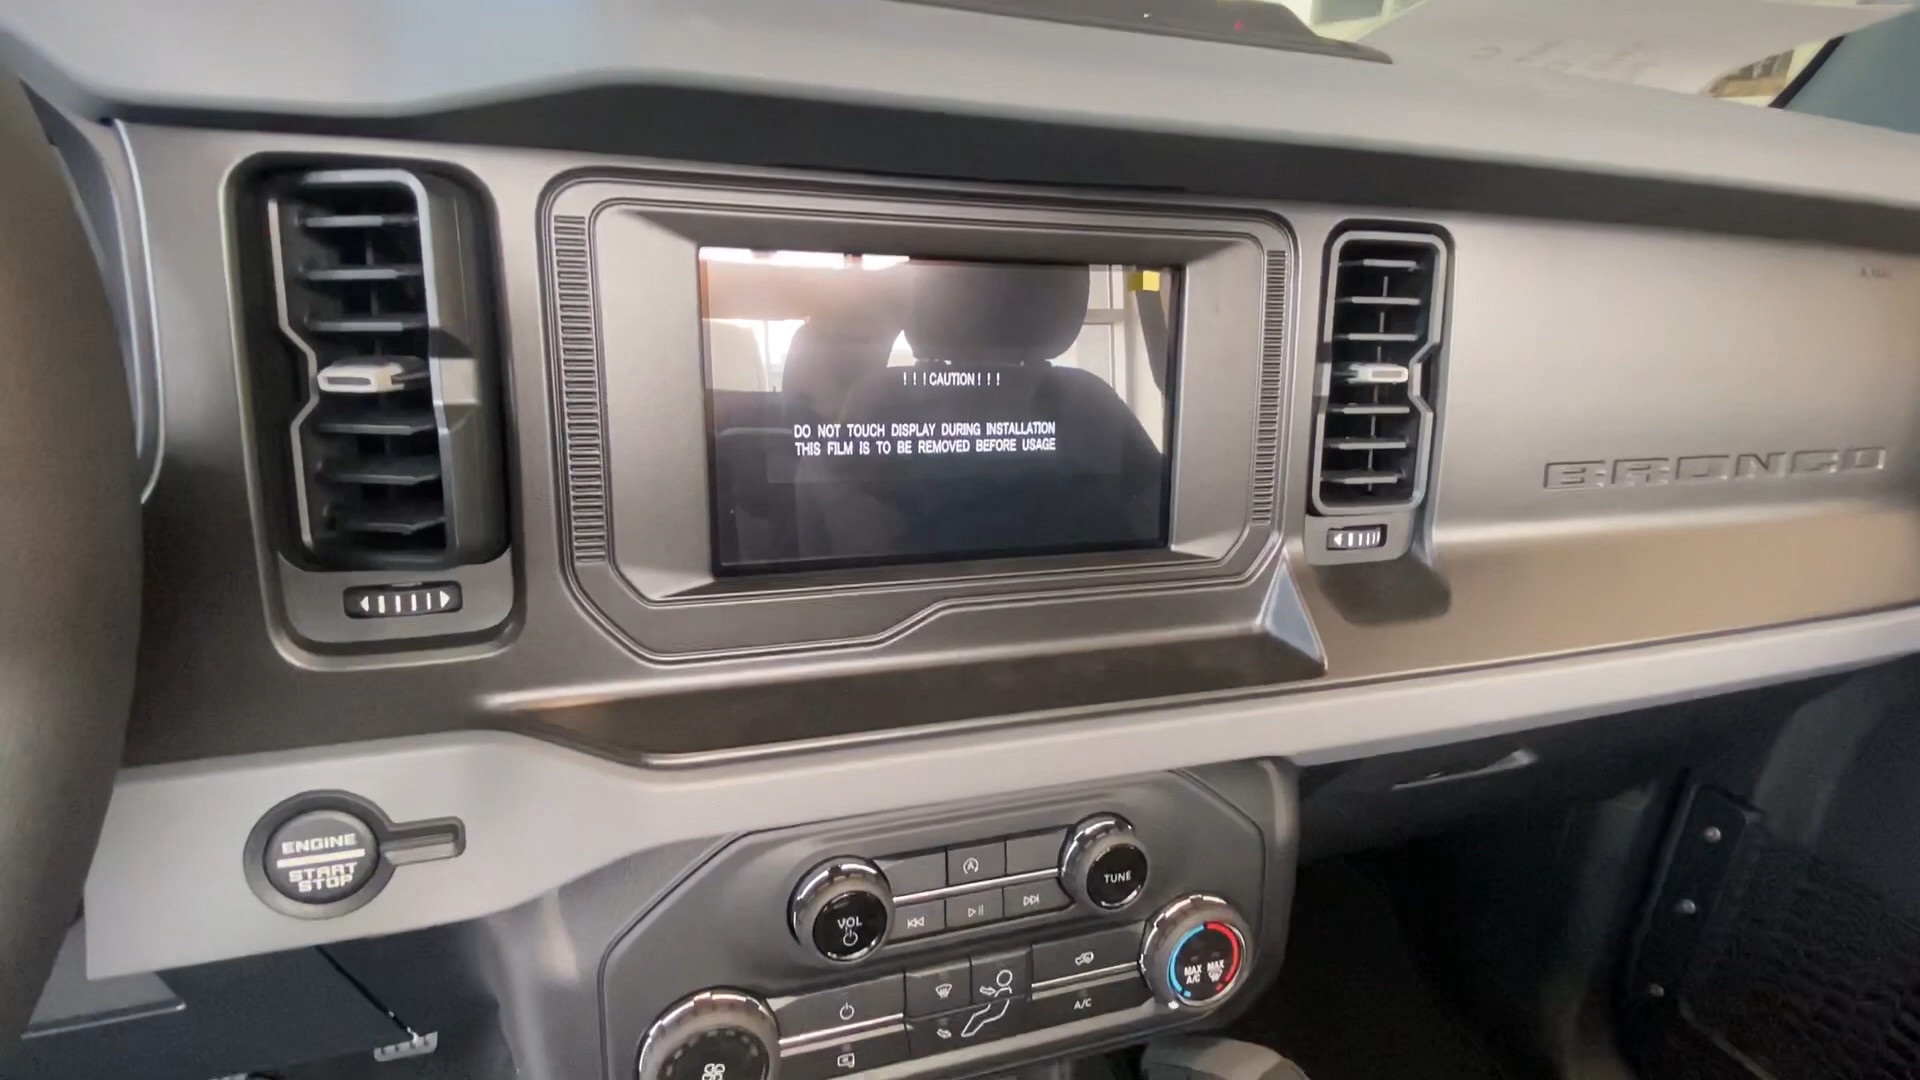 ! ! ! CAUTION ! ! !
DO NOT TOUCH DISPLAY DURING INSTALLATION
THIS FILM IS TO BE REMOVED BEFORE USAGE
BRONCO
ENGINE
START
STOP
VOL
TUNE
MAX A/C
MAX
A/C